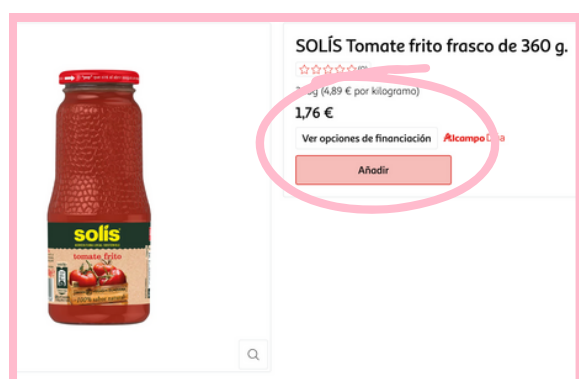 SOLÍS Tomate frito frasco de 360 g.
(4,89 € por kilogramo)
1,76 €
Ver opciones de financiación
Alcampo
Añadir
solís
tomate frito